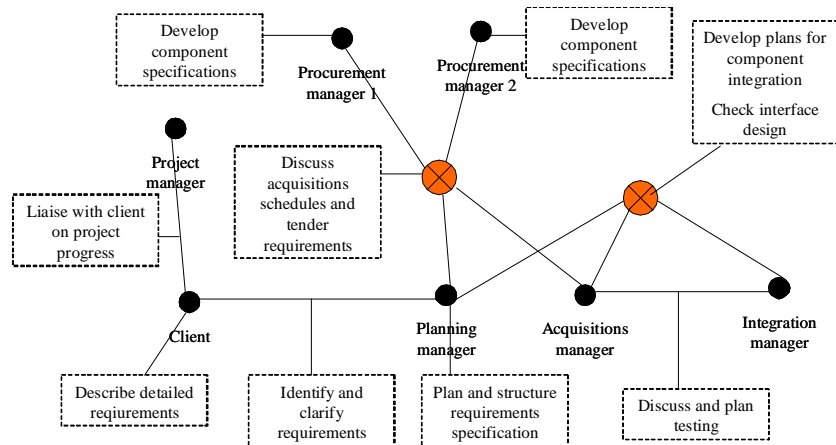 Develop
component
specifications
Procurement
manager 1
Procurement
manager 2
Develop
component
specifications
Develop plans for
component
integration
Check interface
design
Project
manager
Discuss
acquisitions
schedules and
tender
requirements
Liaise with client
on project
progress
Client
Planning
manager
Acquisitions
manager
Integration
manager
Describe detailed
reqiurements
Identify and
clarify
requirements
Plan and structure
requirements
specification
Discuss and plan
testing